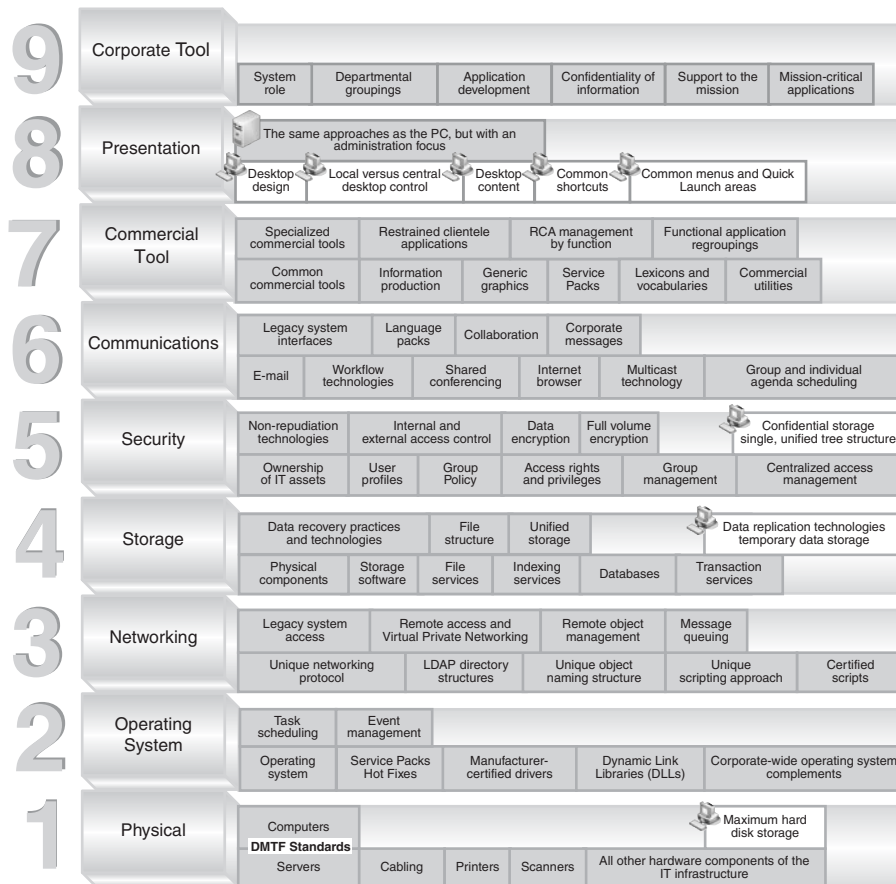 9
Corporate Tool
System
role
Departmental
groupings
Application
development
Confidentiality of
information
Support to the
mission
Mission-critical
applications
8
Presentation
The same approaches as the PC, but with an
administration focus
Desktop
design
Local versus central
desktop control
Desktop
content
Common
shortcuts
Common menus and Quick
Launch areas
7
Commercial
Tool
Specialized
commercial tools
Restrained clientele
applications
RCA management
by function
Functional application
regroupings
Common
commercial tools
Information
production
Generic
graphics
Service
Packs
Lexicons and
vocabularies
Commercial
utilities
6
Communications
Legacy system
interfaces
Language
packs
Collaboration
Corporate
messages
E-mail
Workflow
technologies
Shared
conferencing
Internet
browser
Multicast
technology
Group and individual
agenda scheduling
5
Security
Non-repudiation
technologies
Internal and
external access control
Data
encryption
Full volume
encryption
Confidential storage
single, unified tree structure
Ownership
of IT assets
User
profiles
Group
Policy
Access rights
and privileges
Group
management
Centralized access
management
4
Storage
Data recovery practices
and technologies
File
structure
Unified
storage
Data replication technologies
temporary data storage
Physical
components
Storage
software
File
services
Indexing
services
Databases
Transaction
services
3
Networking
Legacy system
access
Remote access and
Virtual Private Networking
Remote object
management
Message
queuing
Unique networking
protocol
LDAP directory
structures
Unique object
naming structure
Unique
scripting approach
Certified
scripts
2
Operating
System
Task
scheduling
Event
management
Operating
system
Service Packs
Hot Fixes
Manufacturer-
certified drivers
Dynamic Link
Libraries (DLLs)
Corporate-wide operating system
complements
1
Physical
Computers
DMTF Standards
Servers
Maximum hard
disk storage
Cabling
Printers
Scanners
All other hardware components of the
IT infrastructure